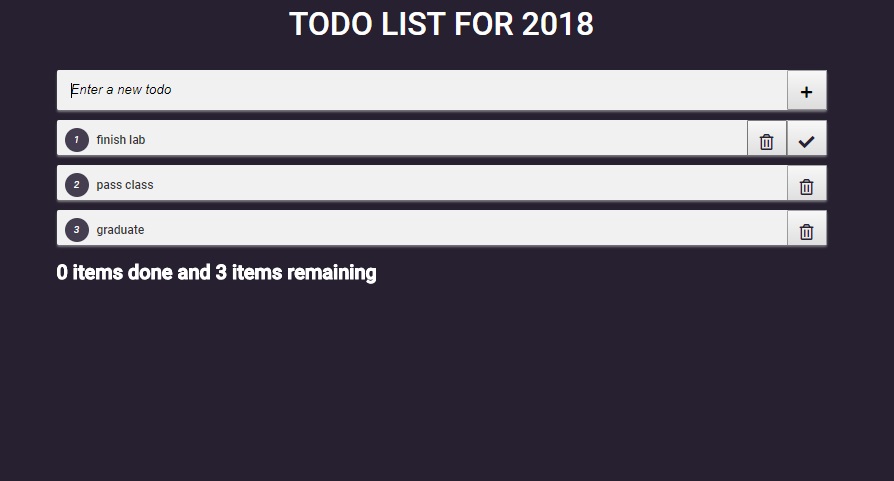 TODO LIST FOR 2018
Enter a new todo
+
1 finish lab
2 pass class
3 graduate
0 items done and 3 items remaining